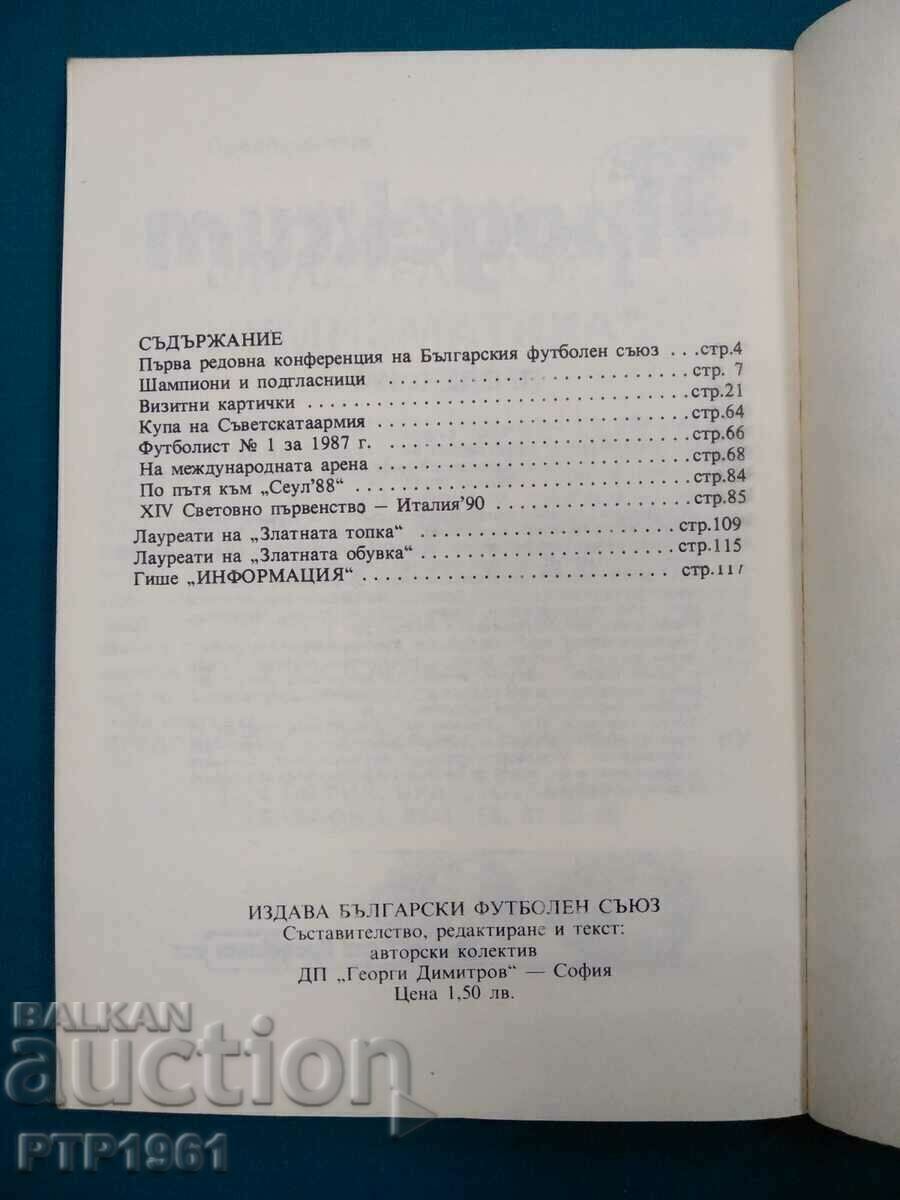 СЪДЪРЖАНИЕ
Първа редовна конференция на Българския футболен съюз . . .стр.4
Шампиони и подгласници . . . . . . . . . . . . . . . . . . . . . . . . . . стр. 7
Визитни картички . . . . . . . . . . . . . . . . . . . . . . . . . . . . . . . стр.21
Купа на Съветскатаармия . . . . . . . . . . . . . . . . . . . . . . . . . . стр.64
Футболист № 1 за 1987 г. . . . . . . . . . . . . . . . . . . . . . . . . . . стр.66
На международната арена . . . . . . . . . . . . . . . . . . . . . . . . . . стр.68
По пътя към „Сеул'88“ . . . . . . . . . . . . . . . . . . . . . . . . . . . стр.84
XIV Световно първенство – Италия'90 . . . . . . . . . . . . . . . . . стр.85
Лауреати на „Златната топка“ . . . . . . . . . . . . . . . . . . . . . стр.109
Лауреати на „Златната обувка“ . . . . . . . . . . . . . . . . . . . . стр.115
Гише „ИНФОРМАЦИЯ“ . . . . . . . . . . . . . . . . . . . . . . . . . стр.117
ИЗДАВА БЪЛГАРСКИ ФУТБОЛЕН СЪЮЗ
Съставителство, редактиране и текст:
авторски колектив
ДП „Георги Димитров“ — София
Цена 1,50 лв.
BALKAN
auction
PTP1961